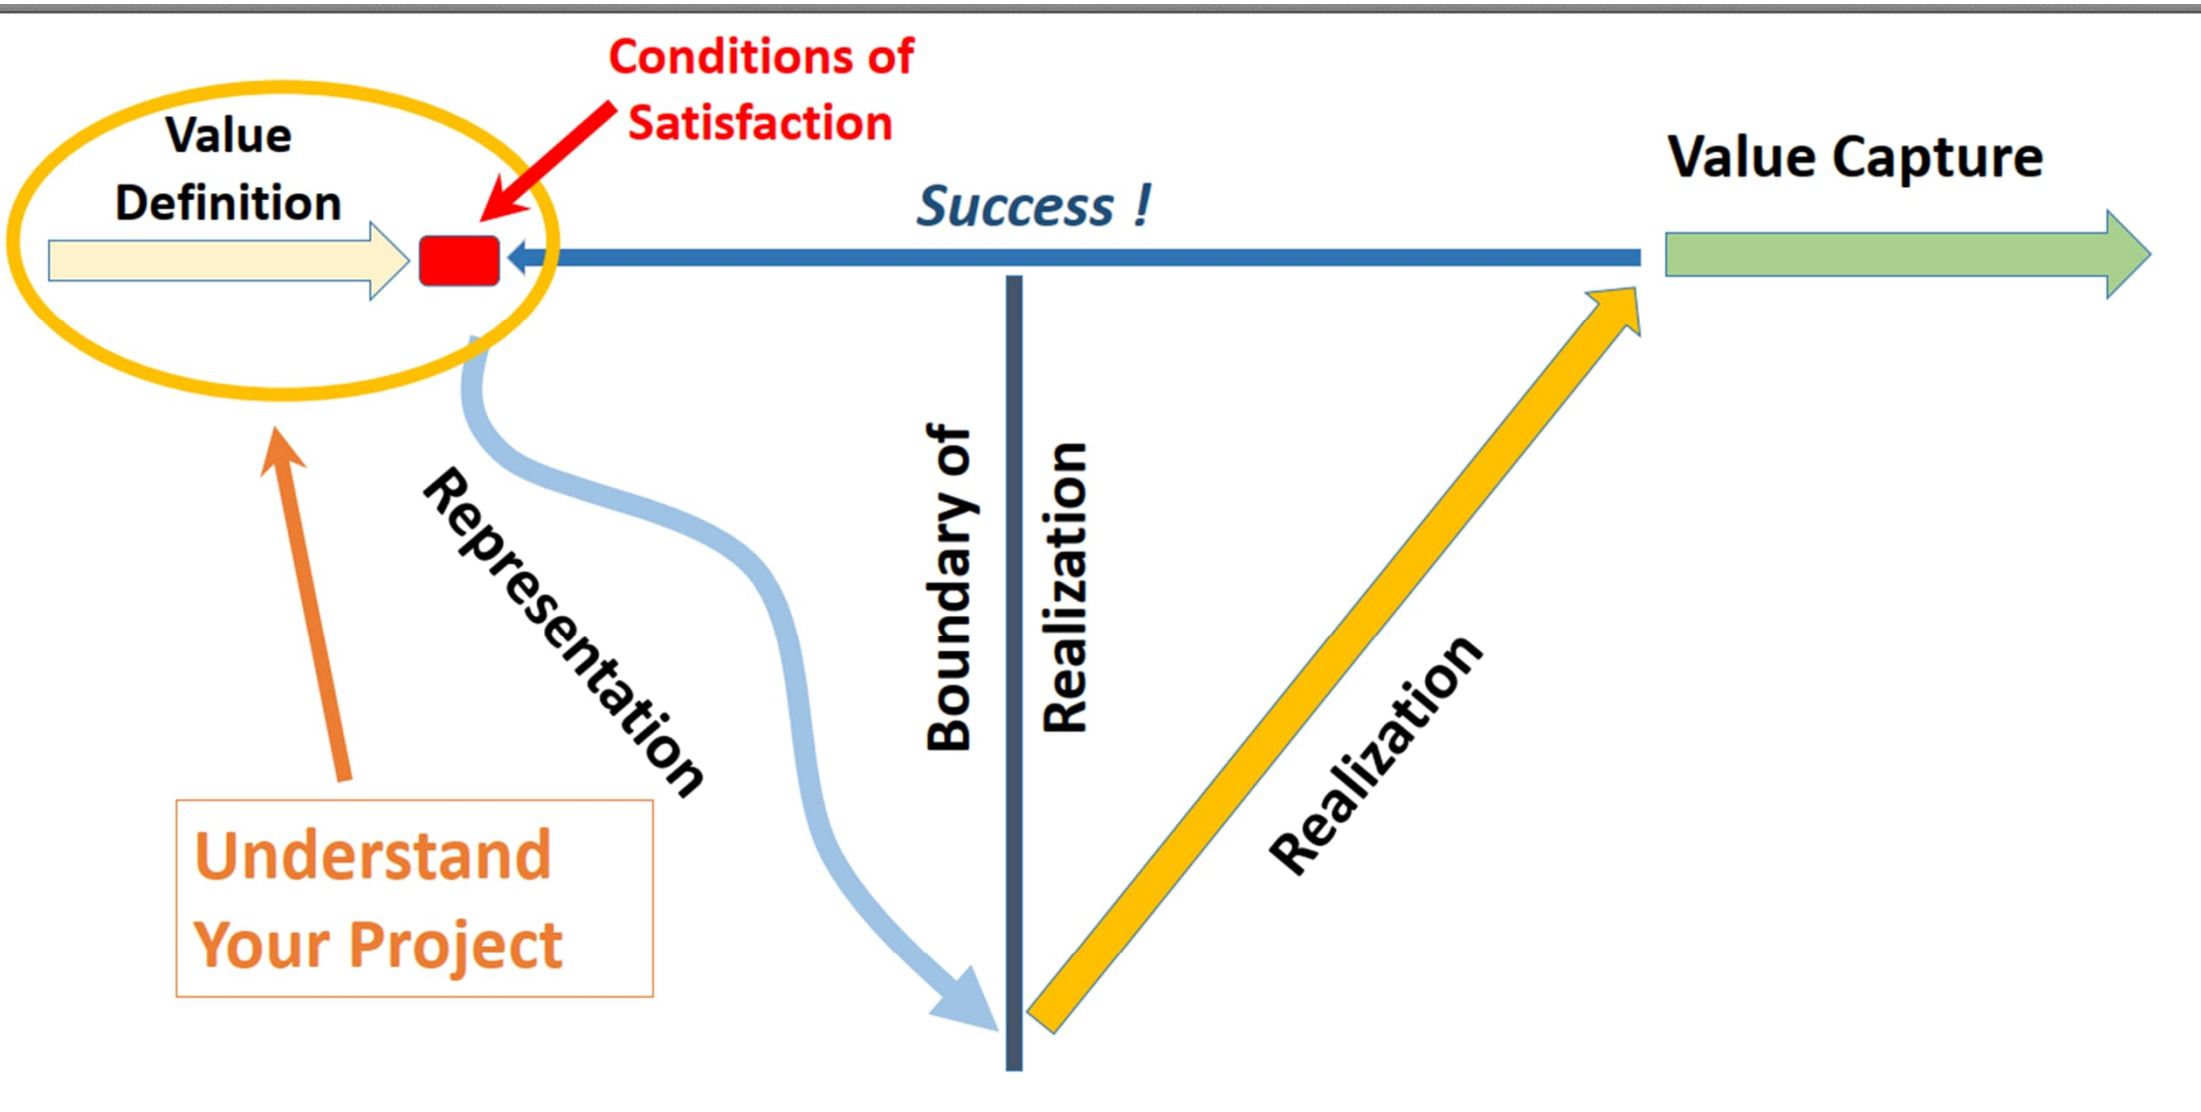 Conditions of
Satisfaction
Value
Definition
Success !
Value Capture
Representation
Boundary of
Realization
Realization
Understand
Your Project